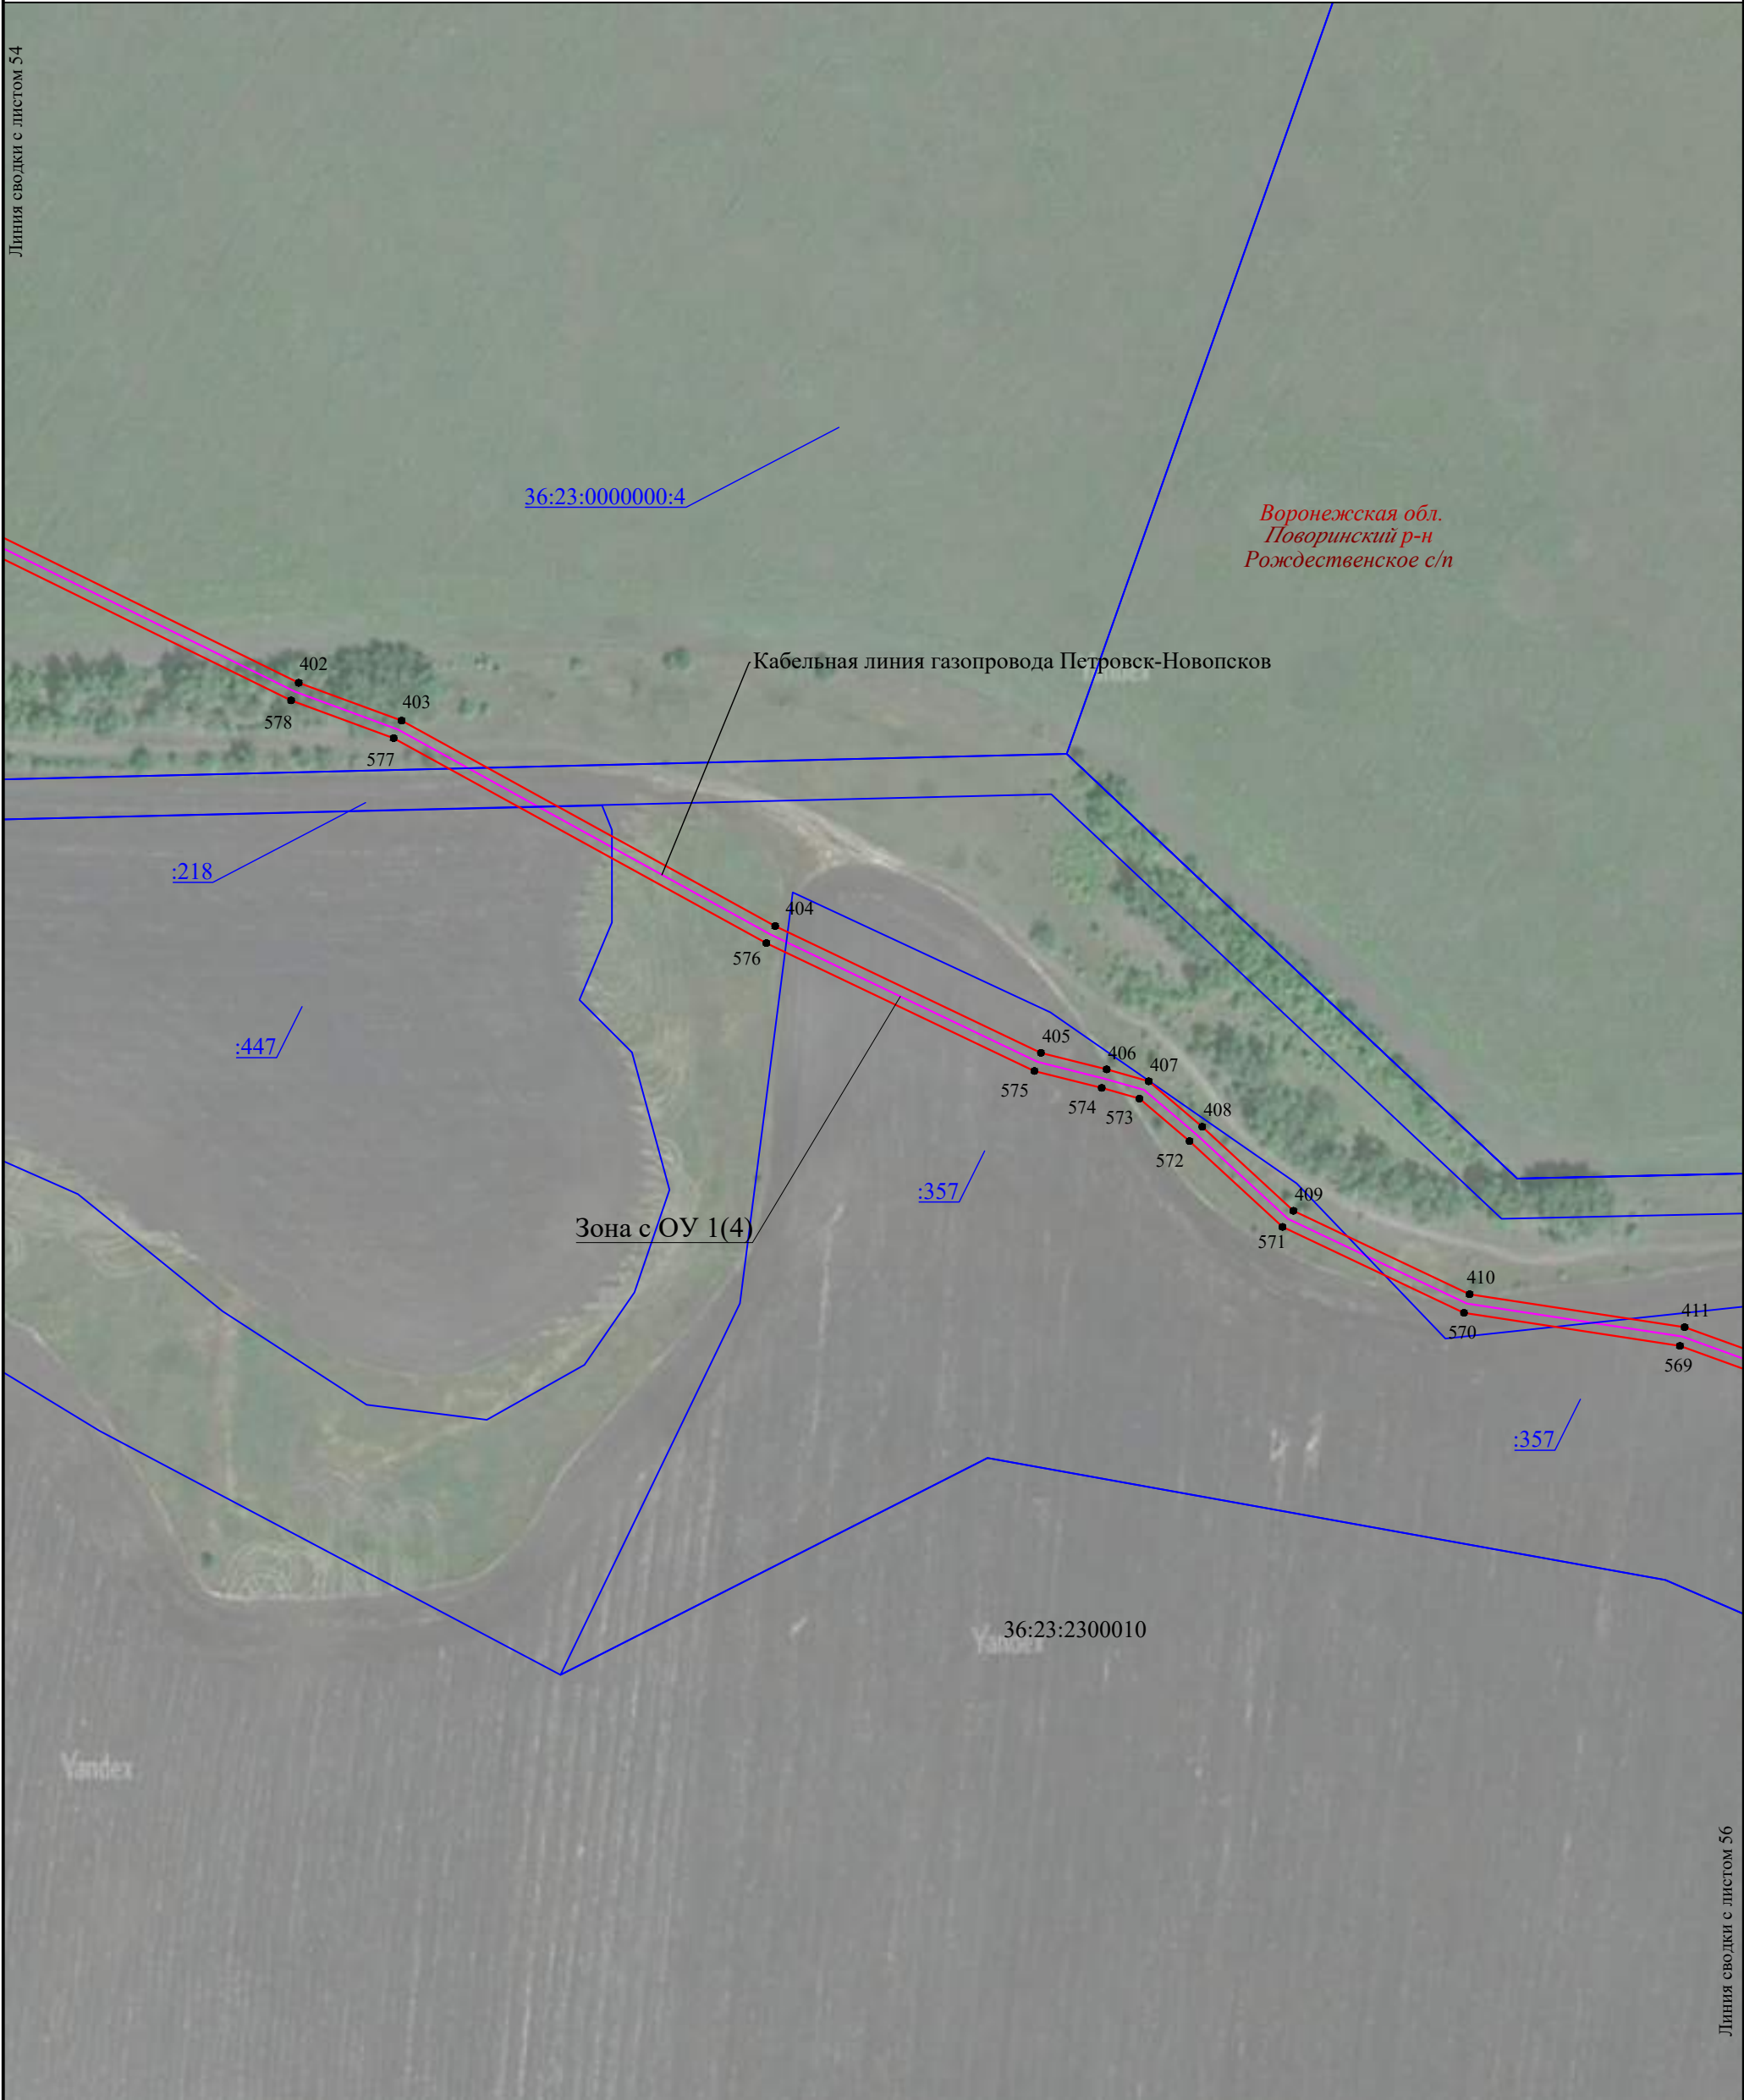 Линия сводки с листом 54
36:23:0000000:4
Воронежская обл.
Поворинский р-н
Рождественское с/п
Кабельная линия газопровода Петровск-Новопсков
Yandex
402
403
578
577
:218
404
576
:447
405
406
407
575
574
573
408
572
:357
409
Зона с ОУ 1(4)
571
410
411
570
569
:357
36:23:2300010
Yandex
Yandex
Линия сводки с листом 56